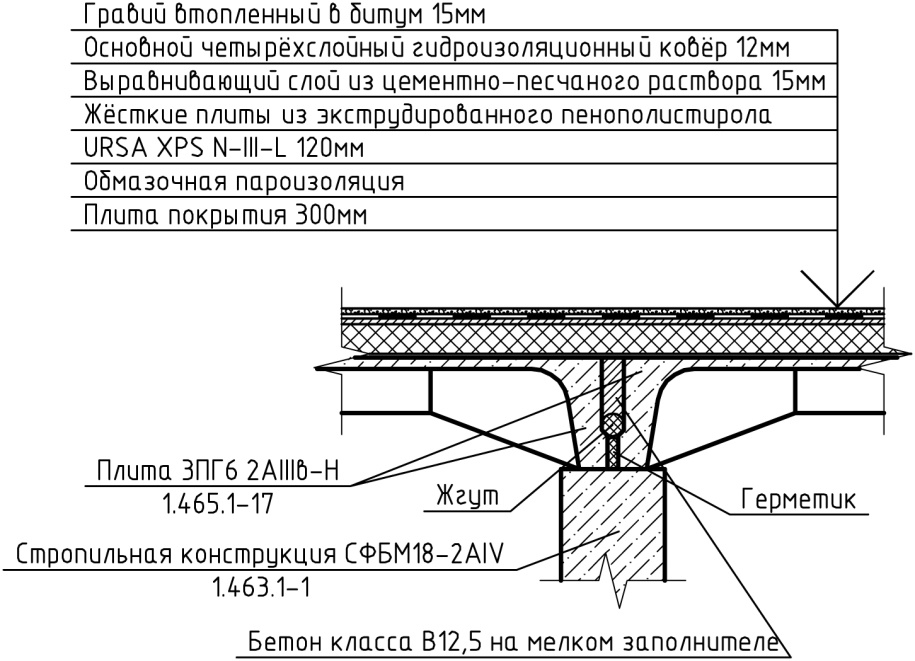 Гравий втопленный в битум 15мм
Основной четырёхслойный гидроизоляционный ковёр 12мм
Выравнивающий слой из цементно-песчаного раствора 15мм
Жёсткие плиты из экструдированного пенополистирола
URSA XPS N-III-L 120мм
Обмазочная пароизоляция
Плита покрытия 300мм
Плита 3ПГ6 2АIIIв-Н
1.465.1-17
Жгут
Герметик
Стропильная конструкция СФБМ18-2АIV
1.463.1-1
Бетон класса В12,5 на мелком заполнителе